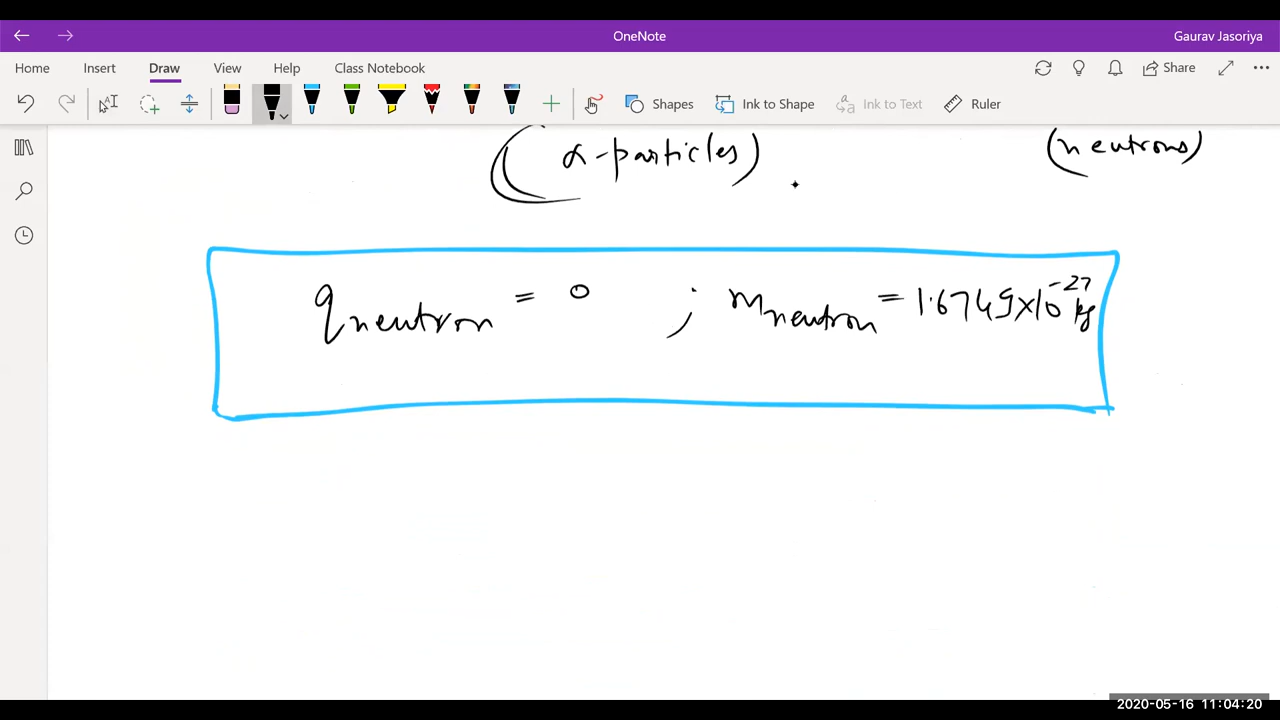 OneNote
Gaurav Jasoriya
Home Insert Draw View Help Class Notebook Share
Shapes Ink to Shape Ink to Text Ruler
(α-particles) (neutrons)
q neutron = 0 ; m neutron = 1.6749×10⁻²⁷ kg
2020-05-16 11:04:20